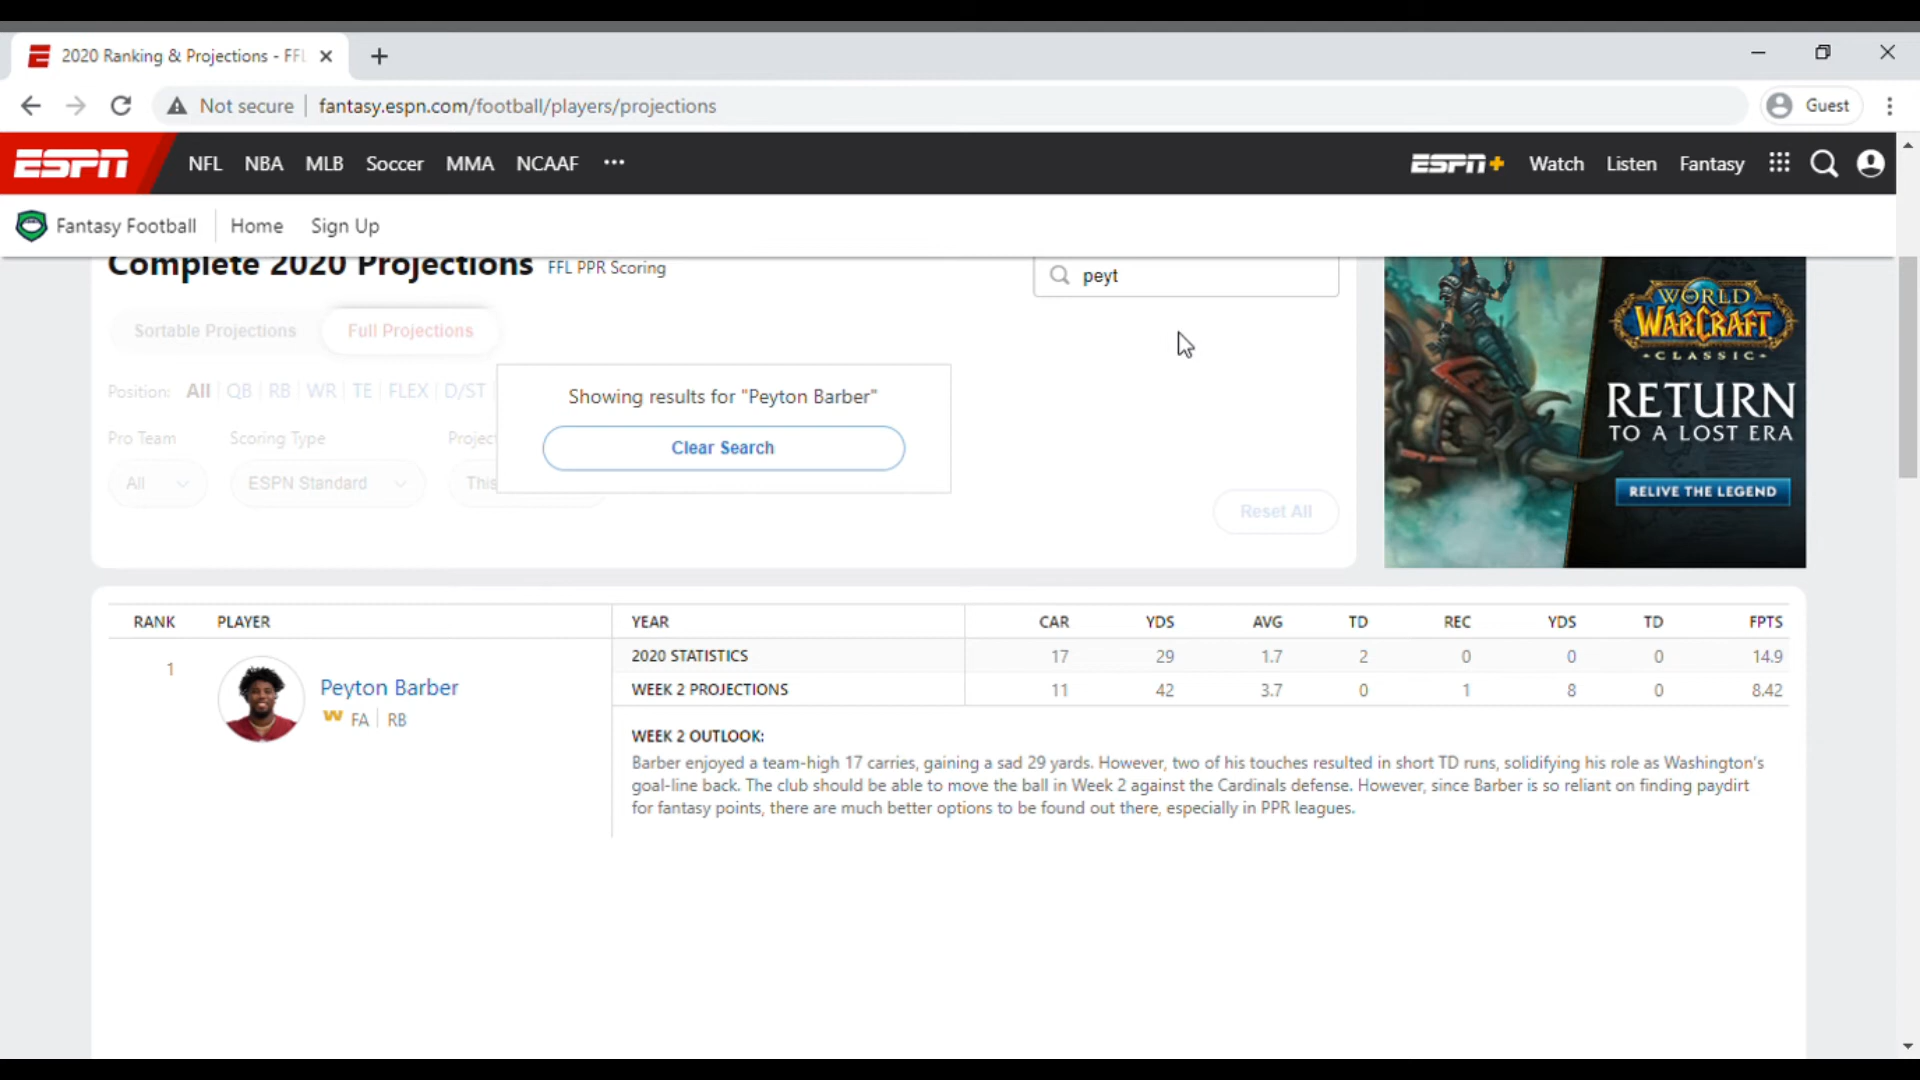 2020 Ranking & Projections - FFL
Not secure fantasy.espn.com/football/players/projections Guest
ESPN NFL NBA MLB Soccer MMA NCAAF ••• ESPN+ Watch Listen Fantasy
Fantasy Football Home Sign Up
Complete 2020 Projections FFL PPR Scoring peyt
Sortable Projections Full Projections
Position: All QB RB WR TE FLEX D/ST
Showing results for "Peyton Barber"
Pro Team Scoring Type Project
Clear Search
All ESPN Standard This
Reset All
WORLD
WARCRAFT
CLASSIC
RETURN
TO A LOST ERA
RELIVE THE LEGEND
RANK PLAYER YEAR CAR YDS AVG TD REC YDS TD FPTS
1 2020 STATISTICS 17 29 1.7 2 0 0 0 14.9
Peyton Barber WEEK 2 PROJECTIONS 11 42 3.7 0 1 8 0 8.42
W FA RB
WEEK 2 OUTLOOK:
Barber enjoyed a team-high 17 carries, gaining a sad 29 yards. However, two of his touches resulted in short TD runs, solidifying his role as Washington's
goal-line back. The club should be able to move the ball in Week 2 against the Cardinals defense. However, since Barber is so reliant on finding paydirt
for fantasy points, there are much better options to be found out there, especially in PPR leagues.